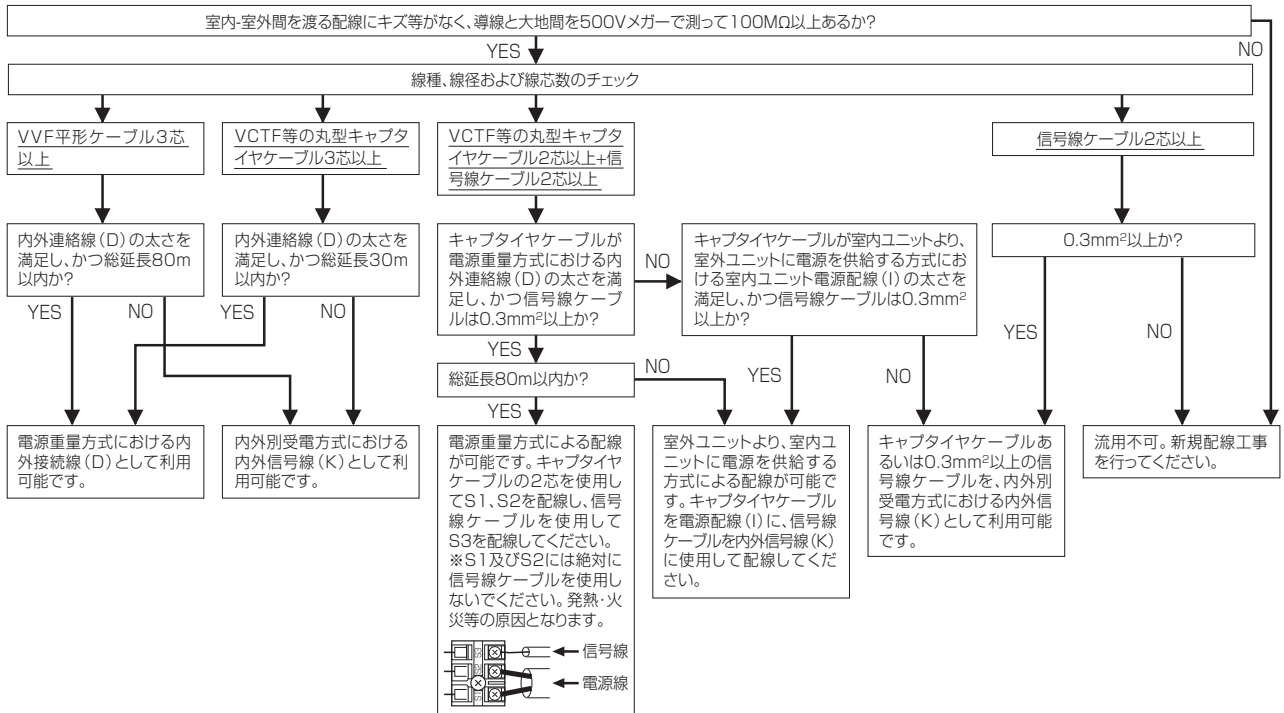 室内-室外間を渡る配線にキズ等がなく、導線と大地間を500Vメガーで測って100MΩ以上あるか?
YES
NO
線種、線径および線芯数のチェック
VVF平形ケーブル3芯
以上
VCTF等の丸型キャプタ
イヤケーブル3芯以上
VCTF等の丸型キャプタ
イヤケーブル2芯以上+信
号線ケーブル2芯以上
信号線ケーブル2芯以上
内外連絡線(D)の太さを
満足し、かつ総延長80m
以内か?
内外連絡線(D)の太さを
満足し、かつ総延長30m
以内か?
キャプタイヤケーブルが
電源重量方式における内
外連絡線(D)の太さを満
足し、かつ信号線ケーブ
ルは0.3mm²以上か?
NO
キャプタイヤケーブルが室内ユニットより、
室外ユニットに電源を供給する方式にお
ける室内ユニット電源配線(I)の太さを
満足し、かつ信号線ケーブルは0.3mm²
以上か?
0.3mm²以上か?
YES
NO
YES
NO
YES
YES
NO
YES
NO
総延長80m以内か?
NO
YES
電源重量方式における内
外接続線(D)として利用
可能です。
内外別受電方式における
内外信号線(K)として利
用可能です。
電源重量方式による配線
が可能です。キャプタイヤ
ケーブルの2芯を使用し
てS1、S2を配線し、信号
線ケーブルを使用して
S3を配線してください。
※S1及びS2には絶対に
信号線ケーブルを使用し
ないでください。発熱・火
災等の原因となります。
S3
S2
S1
信号線
電源線
室外ユニットより、室内ユ
ニットに電源を供給する
方式による配線が可能で
す。キャプタイヤケーブル
を電源配線(I)に、信号線
ケーブルを内外信号線(K)
に使用して配線してくだ
さい。
キャプタイヤケーブルあ
るいは0.3mm²以上の信
号線ケーブルを、内外別
受電方式における内外信
号線(K)として利用可能
です。
流用不可。新規配線工事
を行ってください。